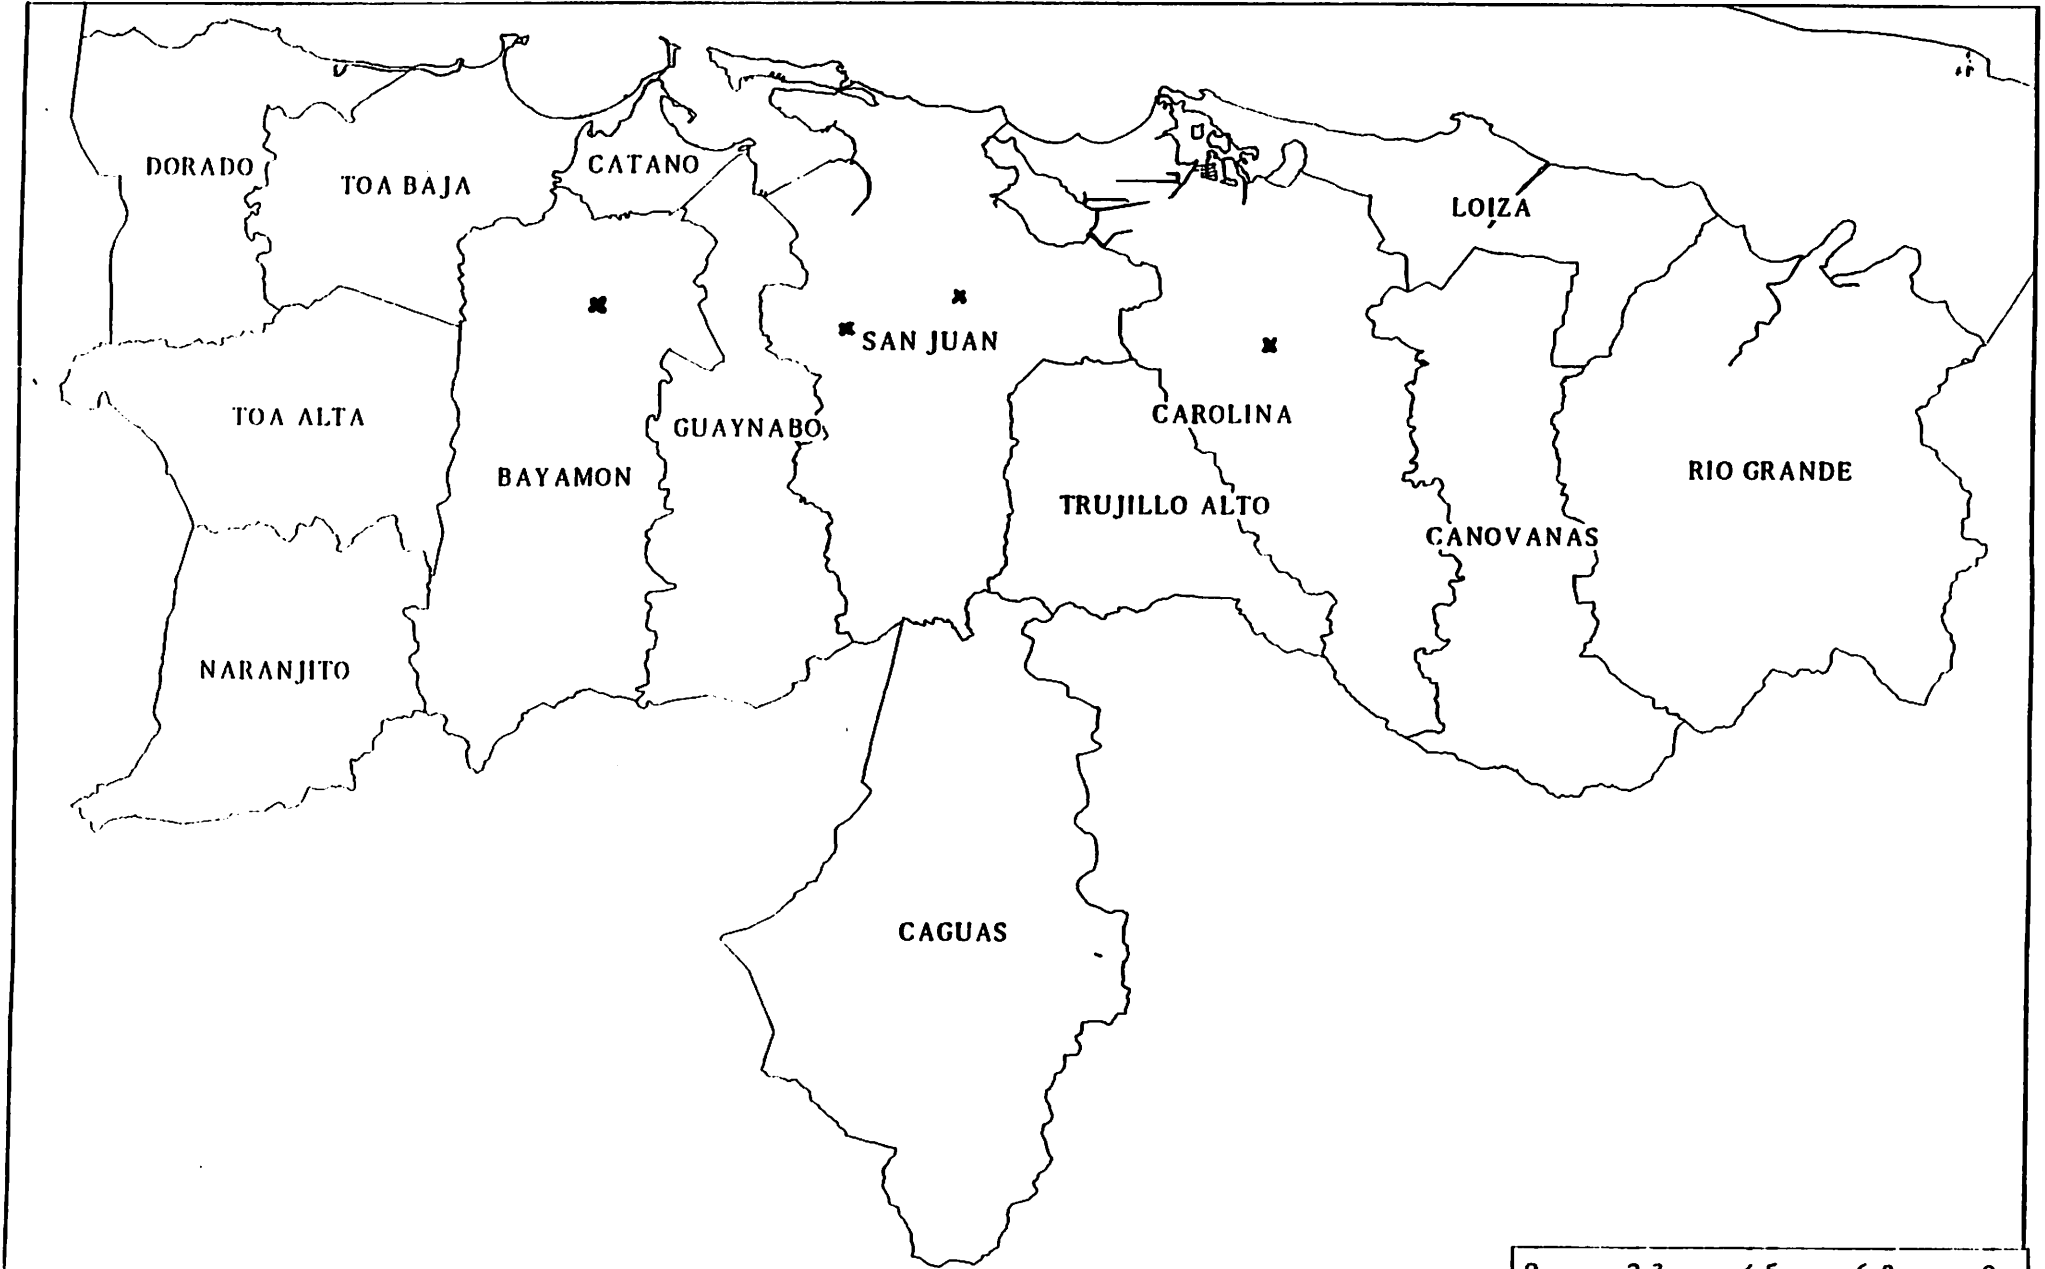 DORADO
CATANO
TOA BAJA
LOIZA
SAN JUAN
TOA ALTA
GUAYNABO
CAROLINA
BAYAMON
RIO GRANDE
TRUJILLO ALTO
CANOVANAS
NARANJITO
CAGUAS